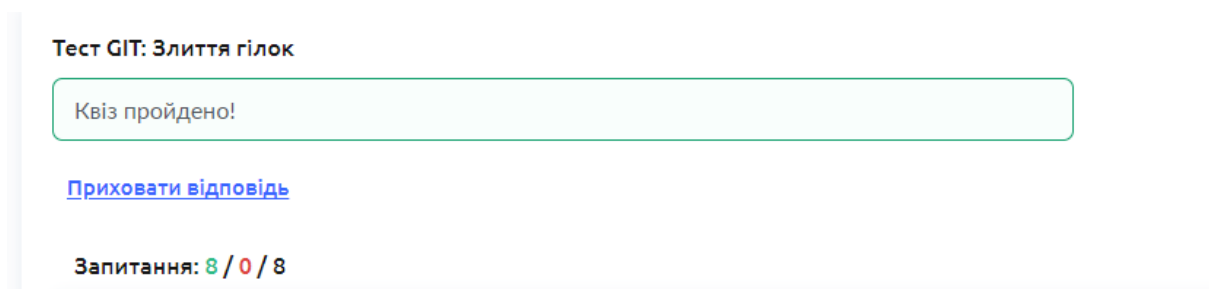 Тест GIT: Злиття гілок
Квіз пройдено!
Приховати відповідь
Запитання: 8 / 0 / 8